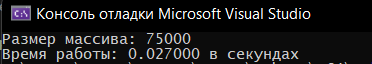 Консоль отладки Microsoft Visual Studio
Размер массива: 75000
Время работы: 0.027000 в секундах